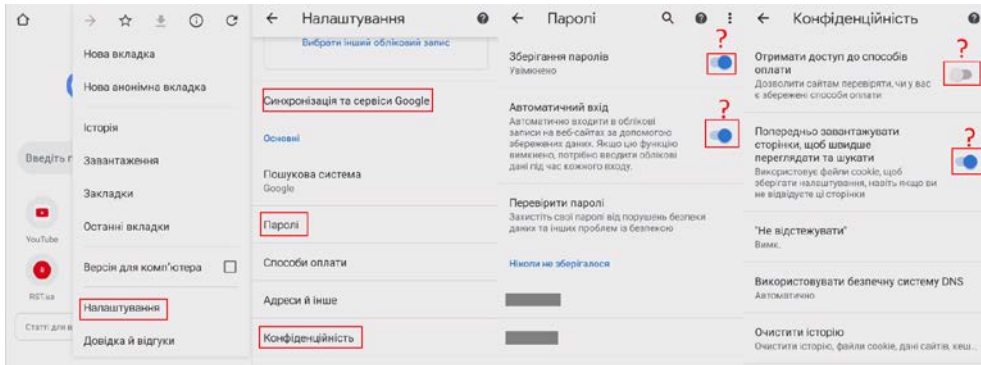 Нова вкладка
Нова анонімна вкладка
Історія
Введіть
Завантаження
Закладки
Останні вкладки
YouTube
Версія для комп'ютера
RST.ua
Налаштування
Статті для в
Довідка й відгуки
Налаштування
Вибрати інший обліковий запис
Синхронізація та сервіси Google
Основні
Пошукова система
Google
Паролі
Способи оплати
Адреси й інше
Конфіденційність
Паролі
?
Зберігання паролів
Увімкнено
?
Автоматичний вхід
Автоматично входити в облікові
записи на веб-сайтах за допомогою
збережених даних. Якщо цю функцію
вимкнено, потрібно вводити облікові
дані під час кожного входу.
Перевірити паролі
Захистіть свої паролі від порушень безпеки
даних та інших проблем із безпекою
Ніколи не зберігалося
Конфіденційність
?
Отримати доступ до способів
оплати
Дозволити сайтам перевіряти, чи у вас
є збережені способи оплати
?
Попередньо завантажувати
сторінки, щоб швидше
переглядати та шукати
Використовує файли cookie, щоб
зберігати налаштування, навіть якщо ви
не відвідуєте ці сторінки
"Не відстежувати"
Вимк.
Використовувати безпечну систему DNS
Автоматично
Очистити історію
Очистити історію, файли cookie, дані сайтів, кеш...